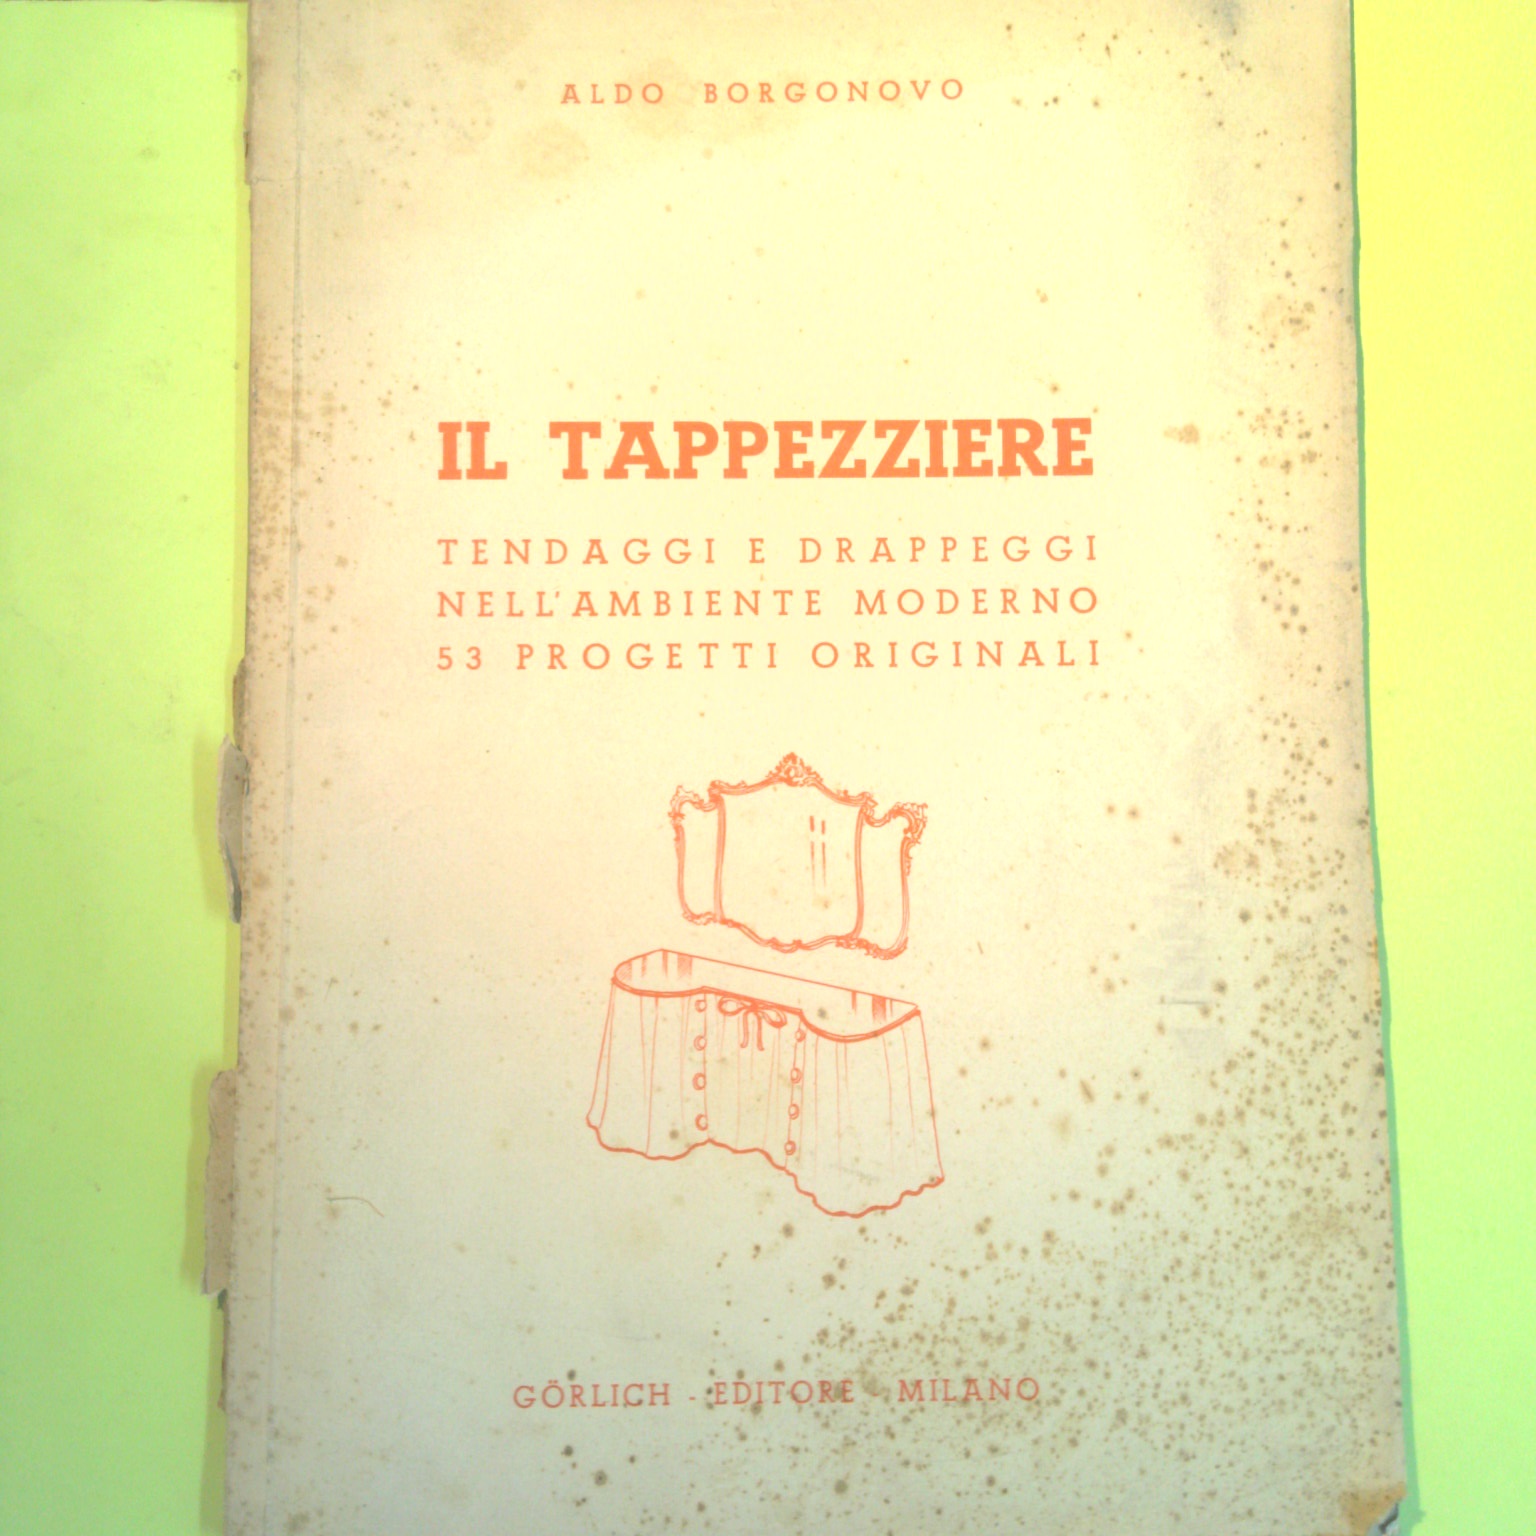 ALDO BORGONOVO
IL TAPPEZZIERE
TENDAGGI E DRAPPEGGI
NELL'AMBIENTE MODERNO
53 PROGETTI ORIGINALI
GÖRLICH - EDITORE - MILANO